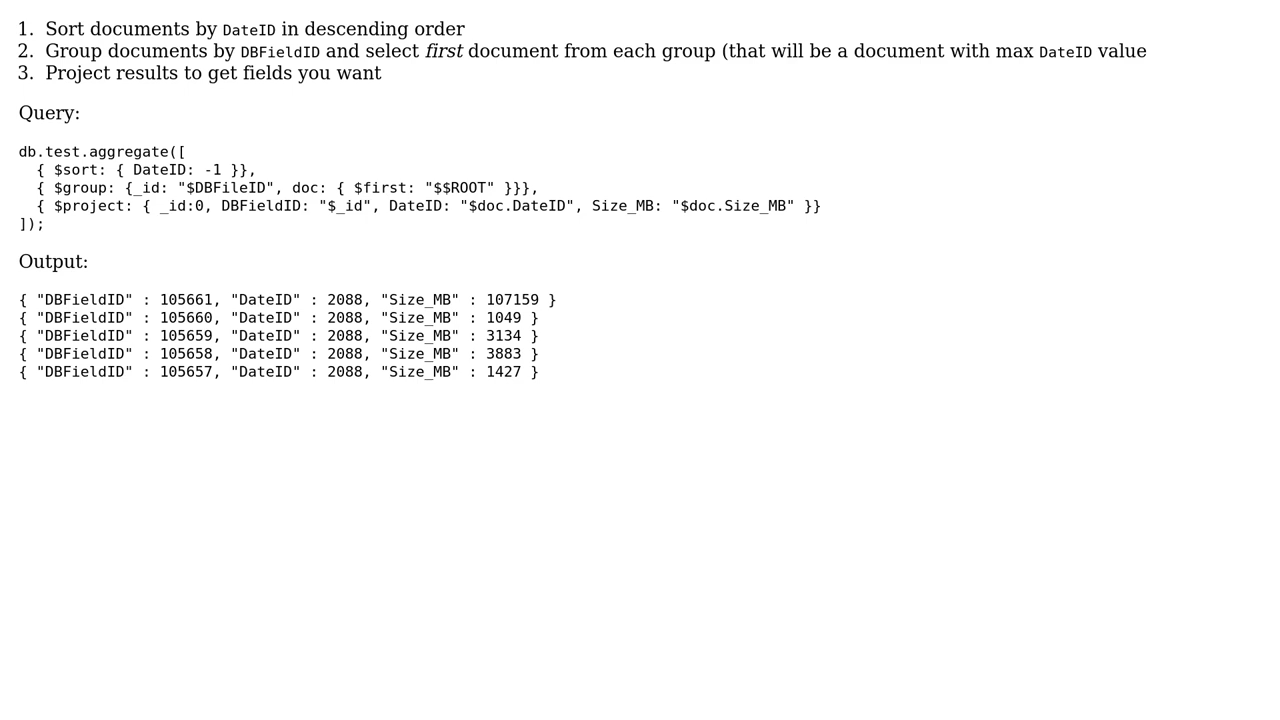 1. Sort documents by DateID in descending order
2. Group documents by DBFieldID and select first document from each group (that will be a document with max DateID value
3. Project results to get fields you want
Query:
db.test.aggregate([
  { $sort: { DateID: -1 }},
  { $group: {_id: "$DBFileID", doc: { $first: "$$ROOT" }}},
  { $project: { _id:0, DBFieldID: "$_id", DateID: "$doc.DateID", Size_MB: "$doc.Size_MB" }}
]);
Output:
{ "DBFieldID" : 105661, "DateID" : 2088, "Size_MB" : 107159 }
{ "DBFieldID" : 105660, "DateID" : 2088, "Size_MB" : 1049 }
{ "DBFieldID" : 105659, "DateID" : 2088, "Size_MB" : 3134 }
{ "DBFieldID" : 105658, "DateID" : 2088, "Size_MB" : 3883 }
{ "DBFieldID" : 105657, "DateID" : 2088, "Size_MB" : 1427 }